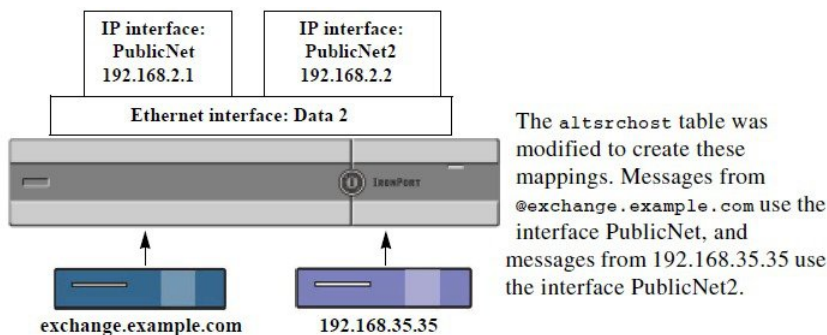 IP interface:
PublicNet
192.168.2.1
IP interface:
PublicNet2
192.168.2.2
Ethernet interface: Data 2
IRONPORT
exchange.example.com
192.168.35.35
The altsrchost table was
modified to create these
mappings. Messages from
@exchange.example.com use the
interface PublicNet, and
messages from 192.168.35.35 use
the interface PublicNet2.